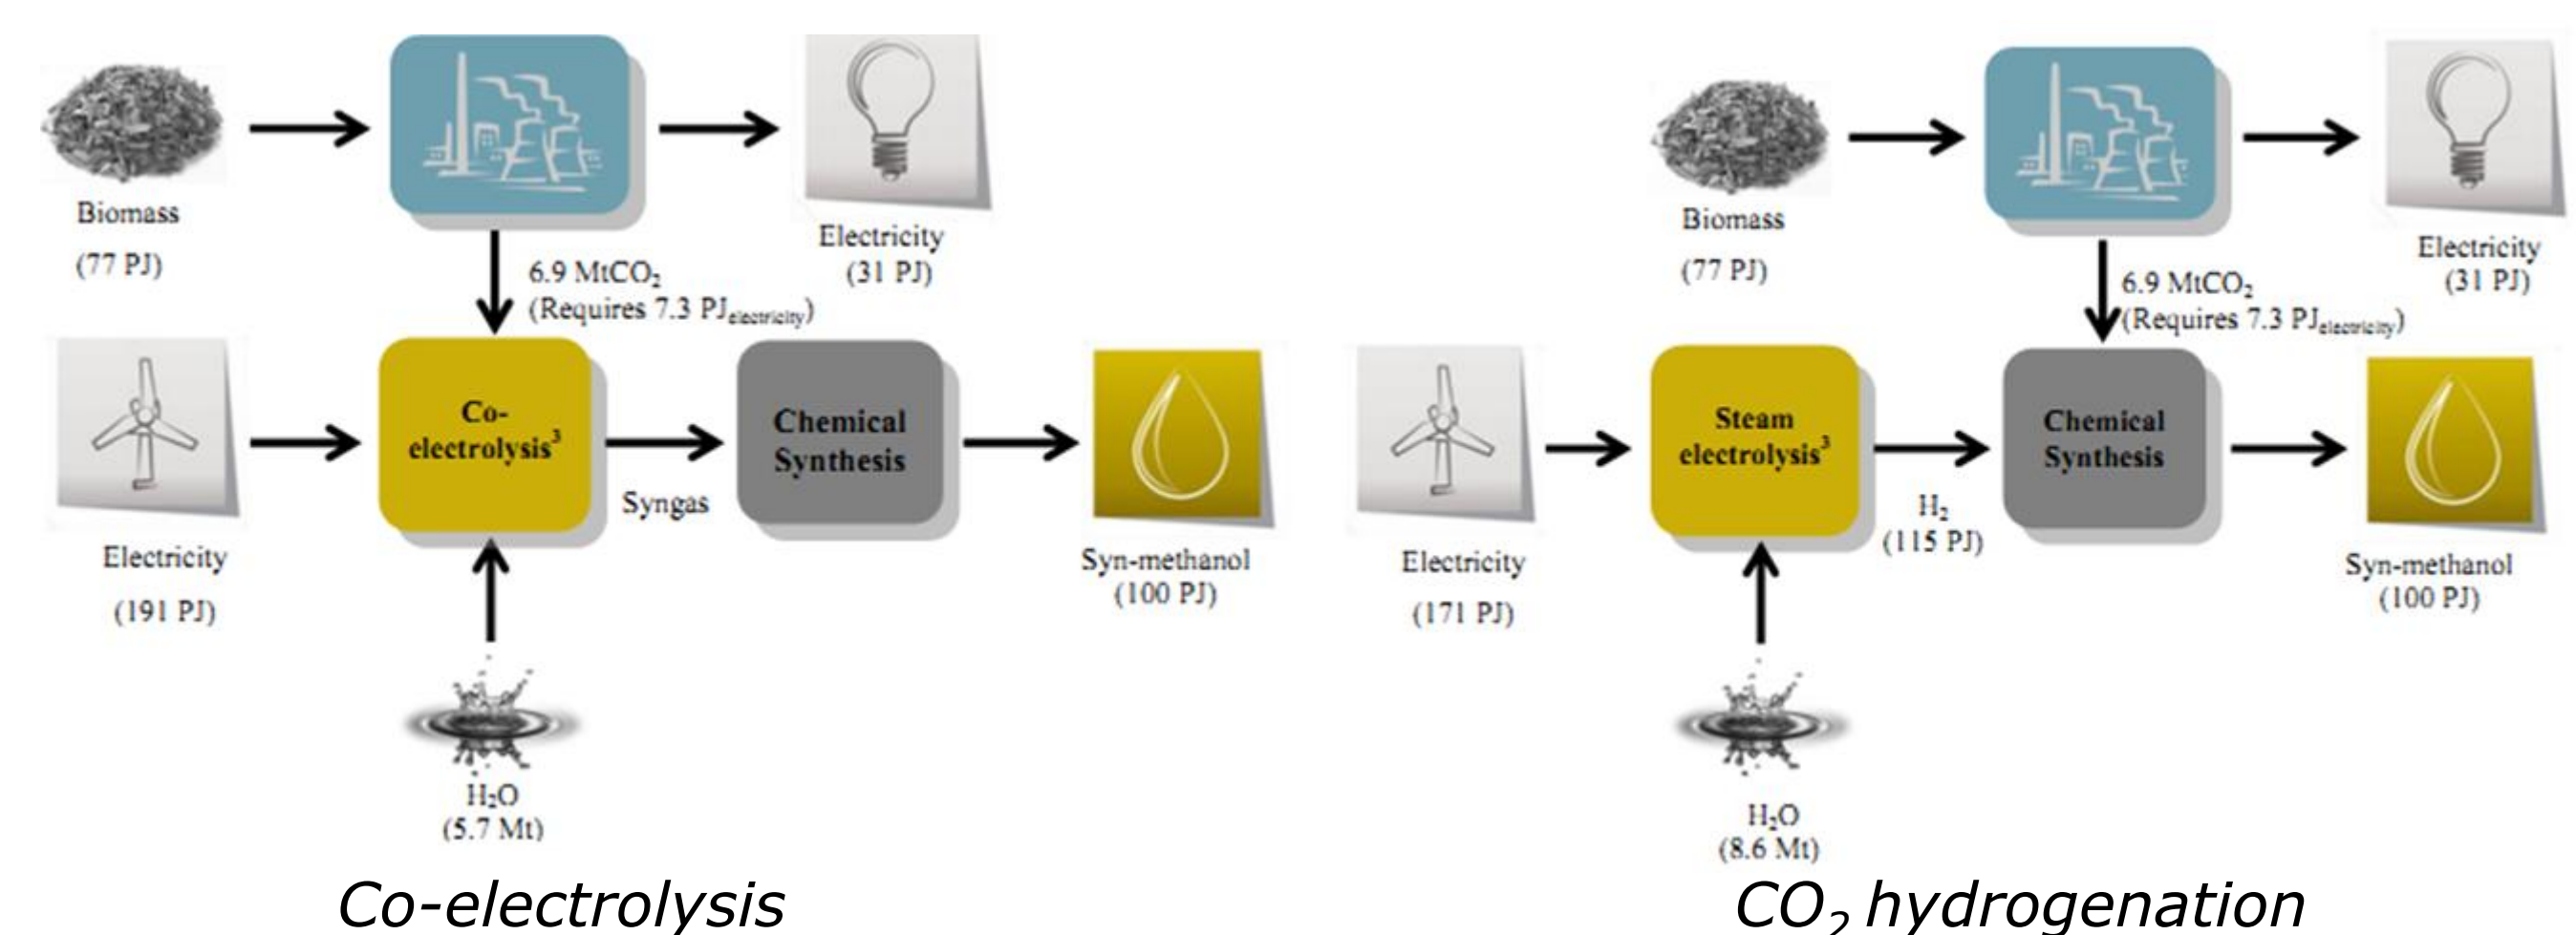 Biomass
(77 PJ)
Electricity
(31 PJ)
6.9 MtCO₂
(Requires 7.3 PJelectricity)
Co-
electrolysis³
Chemical
Synthesis
Syngas
Electricity
(191 PJ)
Syn-methanol
(100 PJ)
H₂O
(5.7 Mt)
Co-electrolysis
Biomass
(77 PJ)
Electricity
(31 PJ)
6.9 MtCO₂
(Requires 7.3 PJelectricity)
Steam
electrolysis³
Chemical
Synthesis
H₂
(115 PJ)
Electricity
(171 PJ)
Syn-methanol
(100 PJ)
H₂O
(8.6 Mt)
CO₂ hydrogenation